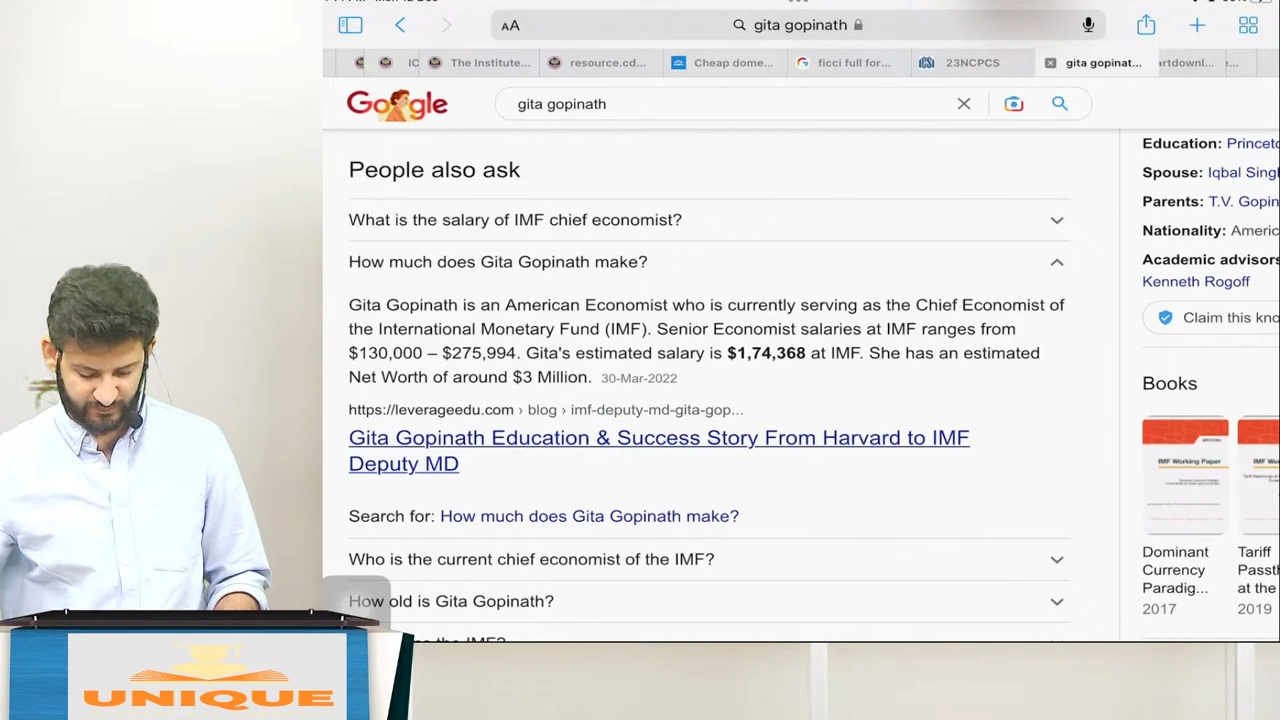 AA
gita gopinath
IC
The Institute...
resource.cd...
Cheap dome...
ficci full for...
23NCPCS
gita gopinat...
artdownl...
Google
gita gopinath
People also ask
What is the salary of IMF chief economist?
How much does Gita Gopinath make?
Gita Gopinath is an American Economist who is currently serving as the Chief Economist of
the International Monetary Fund (IMF). Senior Economist salaries at IMF ranges from
$130,000 – $275,994. Gita's estimated salary is $1,74,368 at IMF. She has an estimated
Net Worth of around $3 Million. 30-Mar-2022
https://leverageedu.com › blog › imf-deputy-md-gita-gop...
Gita Gopinath Education & Success Story From Harvard to IMF
Deputy MD
Search for: How much does Gita Gopinath make?
Who is the current chief economist of the IMF?
How old is Gita Gopinath?
Education: Princeto
Spouse: Iqbal Sing
Parents: T.V. Gopin
Nationality: Americ
Academic advisors
Kenneth Rogoff
Claim this kno
Books
IMF Working Paper
Dominant
Currency
Paradig...
2017
Tariff
Passth
at the
2019
UNIQUE